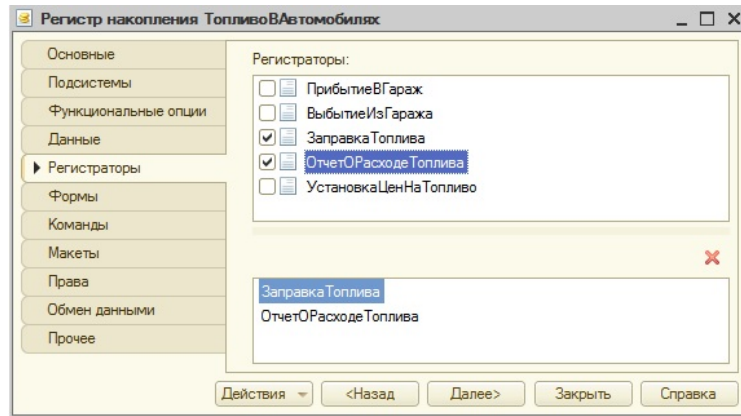 Регистр накопления ТопливоВАвтомобилях
Основные
Подсистемы
Функциональные опции
Данные
Регистраторы
Формы
Команды
Макеты
Права
Обмен данными
Прочее
Регистраторы:
ПрибытиеВГараж
ВыбытиеИзГаража
ЗаправкаТоплива
ОтчетОРасходеТоплива
УстановкаЦенНаТопливо
ЗаправкаТоплива
ОтчетОРасходеТоплива
Действия <Назад Далее> Закрыть Справка